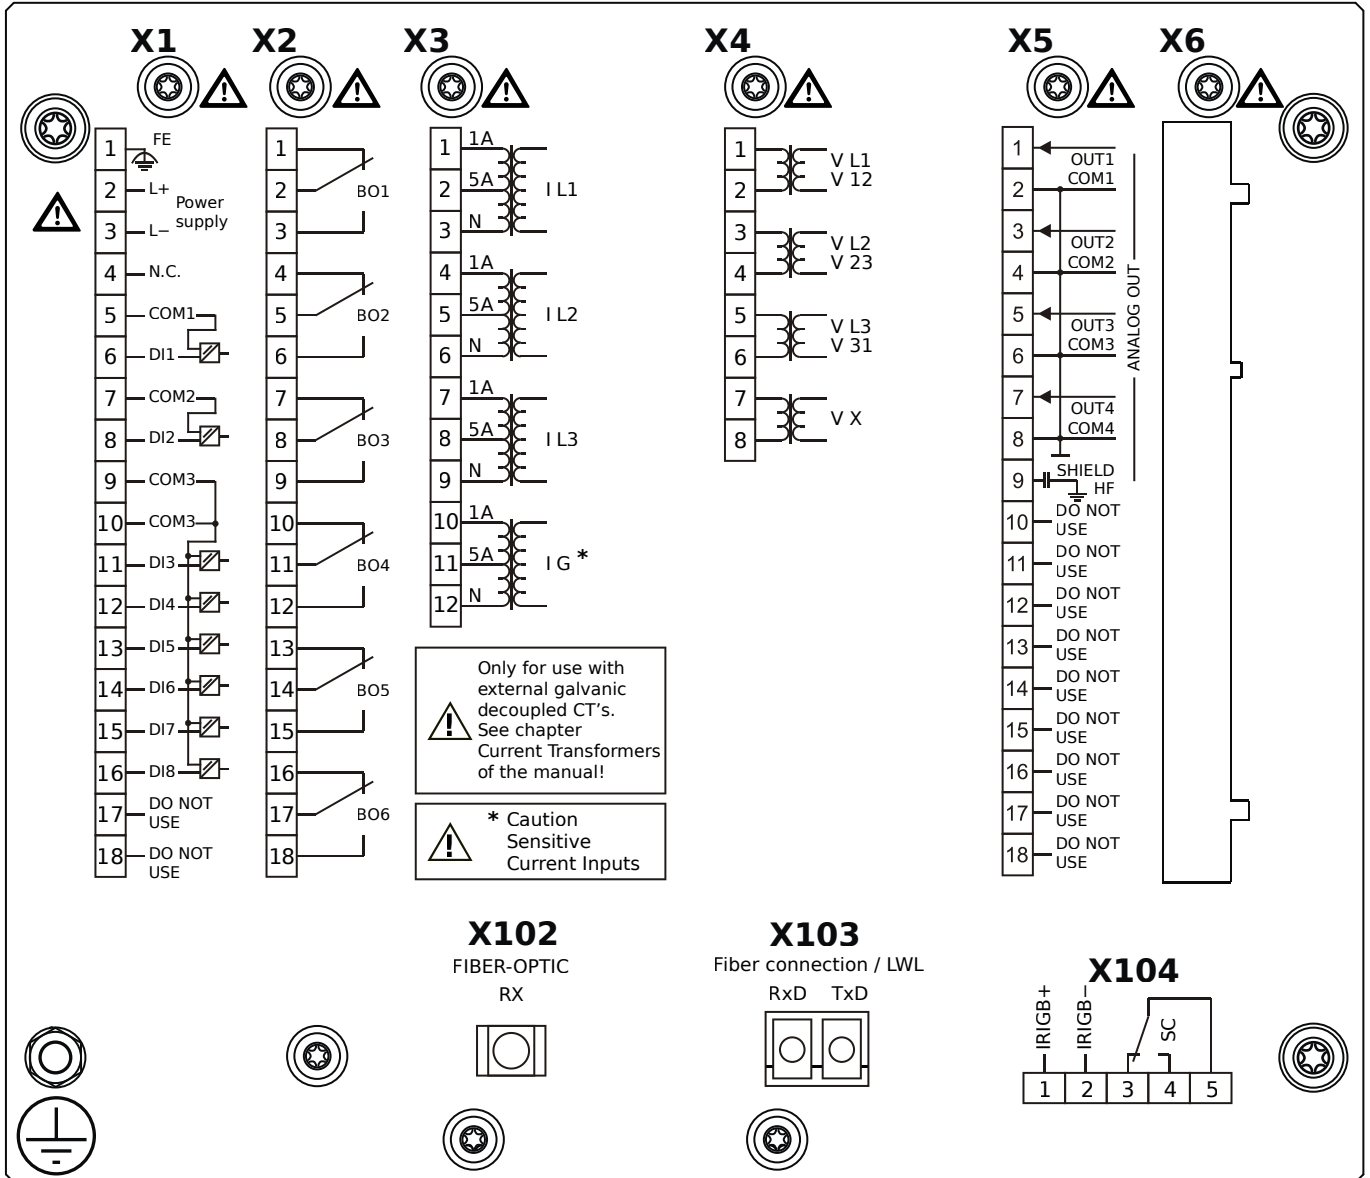 X1
X2
X3
X4
X5
X6
1
FE
2
L+
Power
supply
3
L−
4
N.C.
5
COM1
6
DI1
7
COM2
8
DI2
9
COM3
10
COM3
11
DI3
12
DI4
13
DI5
14
DI6
15
DI7
16
DI8
17
DO NOT
USE
18
DO NOT
USE
1
2
BO1
3
4
5
BO2
6
7
8
BO3
9
10
11
BO4
12
13
14
BO5
15
16
17
BO6
18
1
1A
2
5A
I L1
3
N
4
1A
5
5A
I L2
6
N
7
1A
8
5A
I L3
9
N
10
1A
11
5A
I G *
12
N
Only for use with
external galvanic
decoupled CT's.
See chapter
Current Transformers
of the manual!
* Caution
Sensitive
Current Inputs
1
2
V L1
V 12
3
4
V L2
V 23
5
6
V L3
V 31
7
8
V X
1
OUT1
2
COM1
3
OUT2
4
COM2
5
OUT3
6
COM3
7
OUT4
8
COM4
ANALOG OUT
9
SHIELD
HF
10
DO NOT
USE
11
DO NOT
USE
12
DO NOT
USE
13
DO NOT
USE
14
DO NOT
USE
15
DO NOT
USE
16
DO NOT
USE
17
DO NOT
USE
18
DO NOT
USE
X102
FIBER-OPTIC
RX
X103
Fiber connection / LWL
RxD TxD
X104
IRIGB+
IRIGB−
SC
1 2 3 4 5